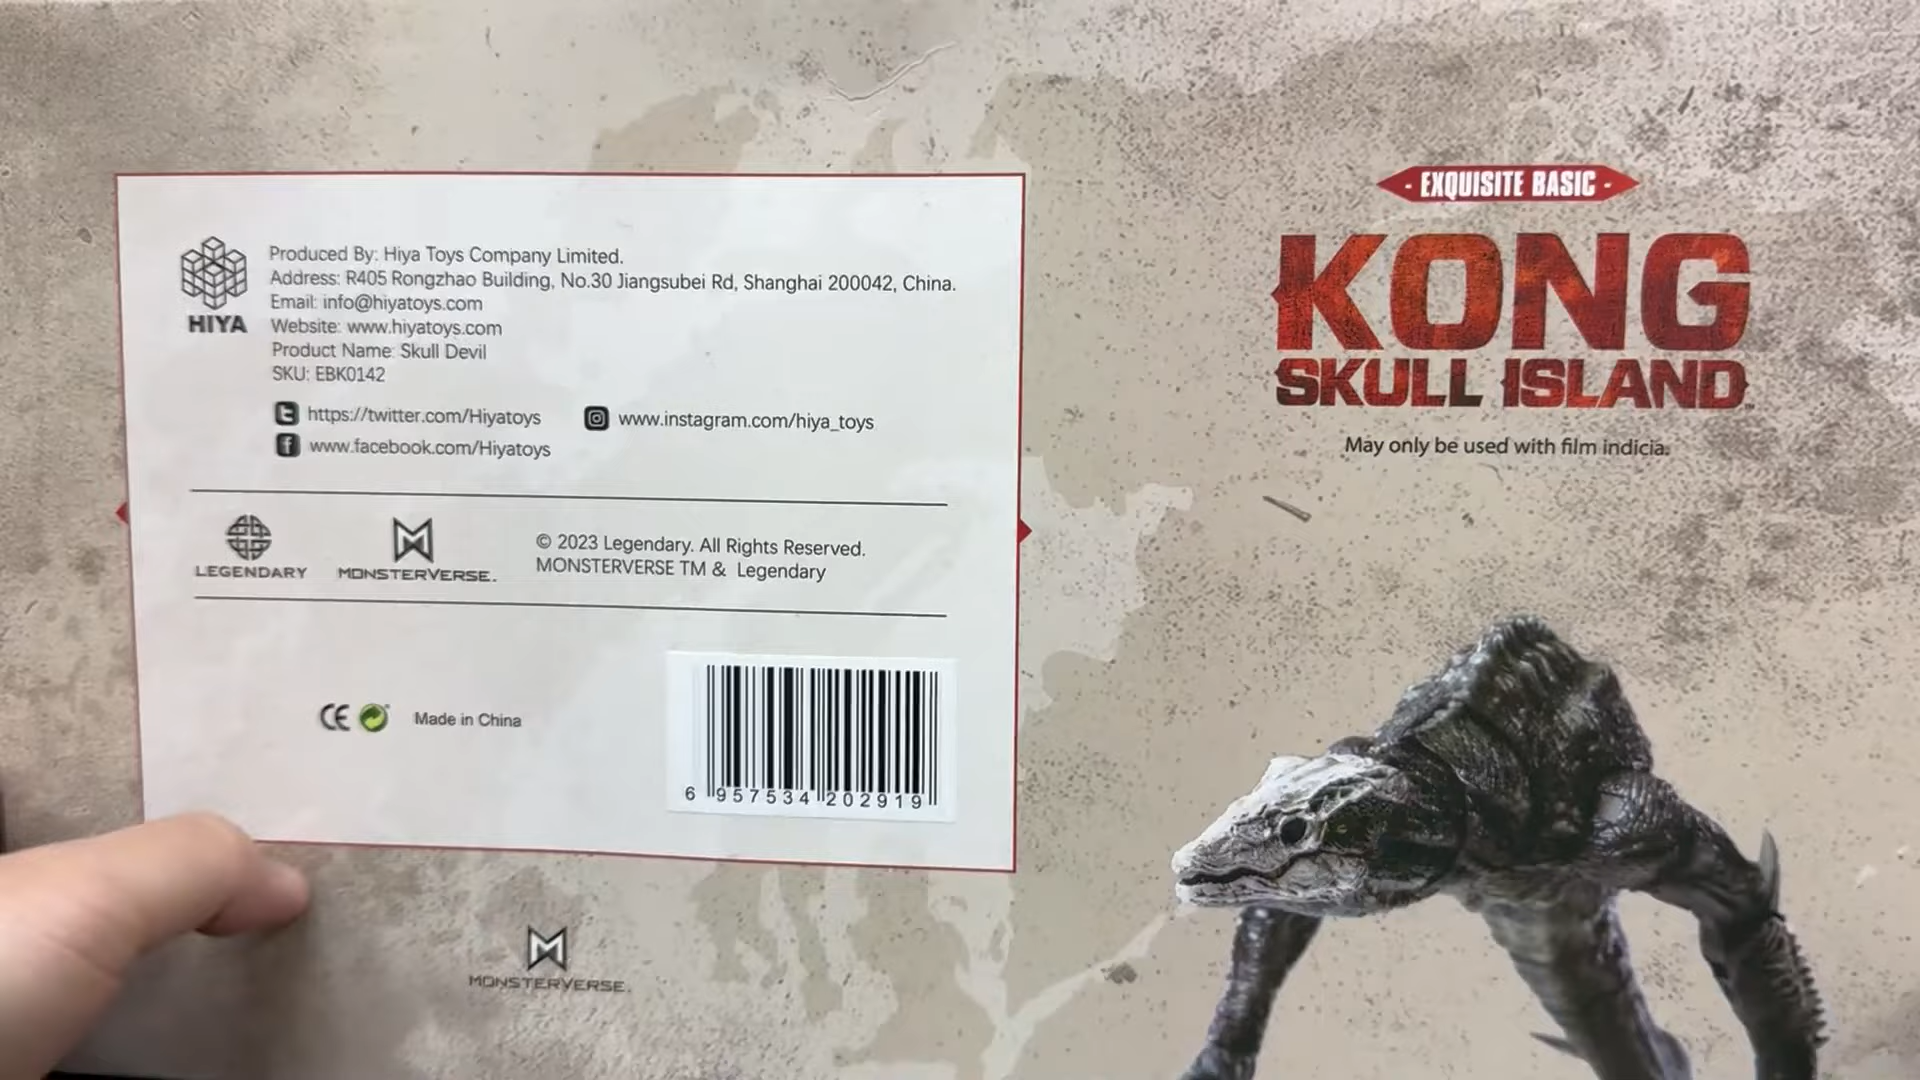 HIYA
Produced By: Hiya Toys Company Limited.
Address: R405 Rongzhao Building, No.30 Jiangsubei Rd, Shanghai 200042, China.
Email: info@hiyatoys.com
Website: www.hiyatoys.com
Product Name: Skull Devil
SKU: EBK0142
https://twitter.com/Hiyatoys
www.instagram.com/hiya_toys
www.facebook.com/Hiyatoys
LEGENDARY
MONSTERVERSE™
© 2023 Legendary. All Rights Reserved.
MONSTERVERSE TM & Legendary
CE
Made in China
6 957534 202919
MONSTERVERSE™
- EXQUISITE BASIC -
KONG
SKULL ISLAND™
May only be used with film indicia.